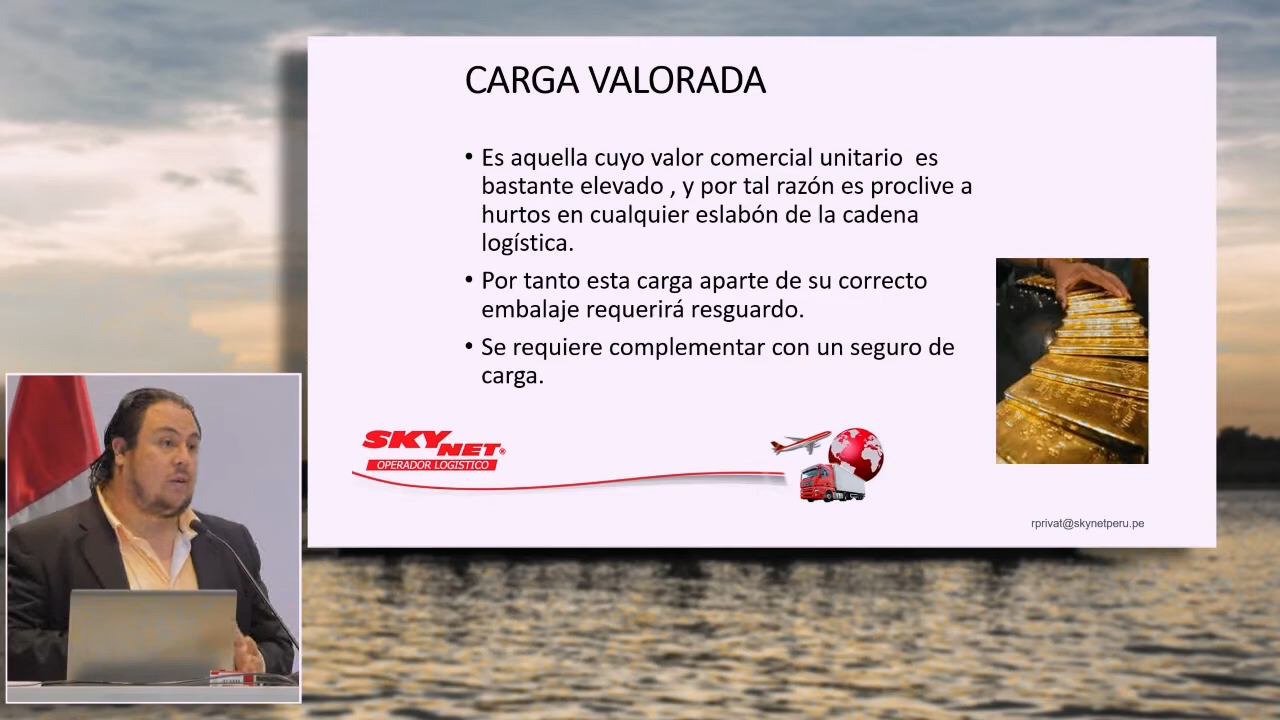 CARGA VALORADA
• Es aquella cuyo valor comercial unitario  es
bastante elevado , y por tal razón es proclive a
hurtos en cualquier eslabón de la cadena
logística.
• Por tanto esta carga aparte de su correcto
embalaje requerirá resguardo.
• Se requiere complementar con un seguro de
carga.
SKY NET®
OPERADOR LOGISTICO
rprivat@skynetperu.pe